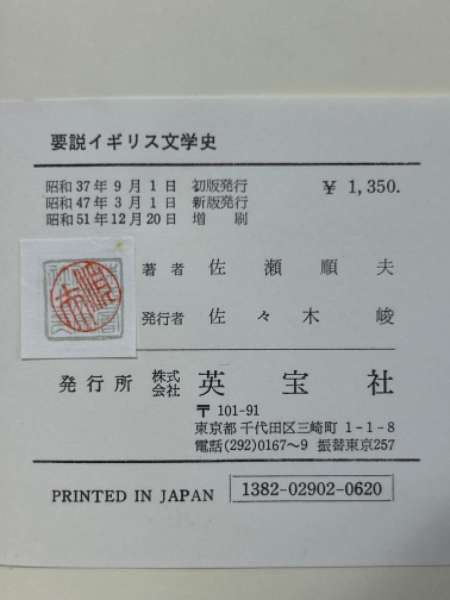 要説イギリス文学史
昭和37年9月1日 初版発行 ¥ 1,350.
昭和47年3月1日 新版発行
昭和51年12月20日 増刷
著者 佐瀬順夫
発行者 佐々木峻
発行所 株式会社 英宝社
〒 101-91
東京都千代田区三崎町 1-1-8
電話(292)0167~9 振替東京257
PRINTED IN JAPAN 1382-02902-0620